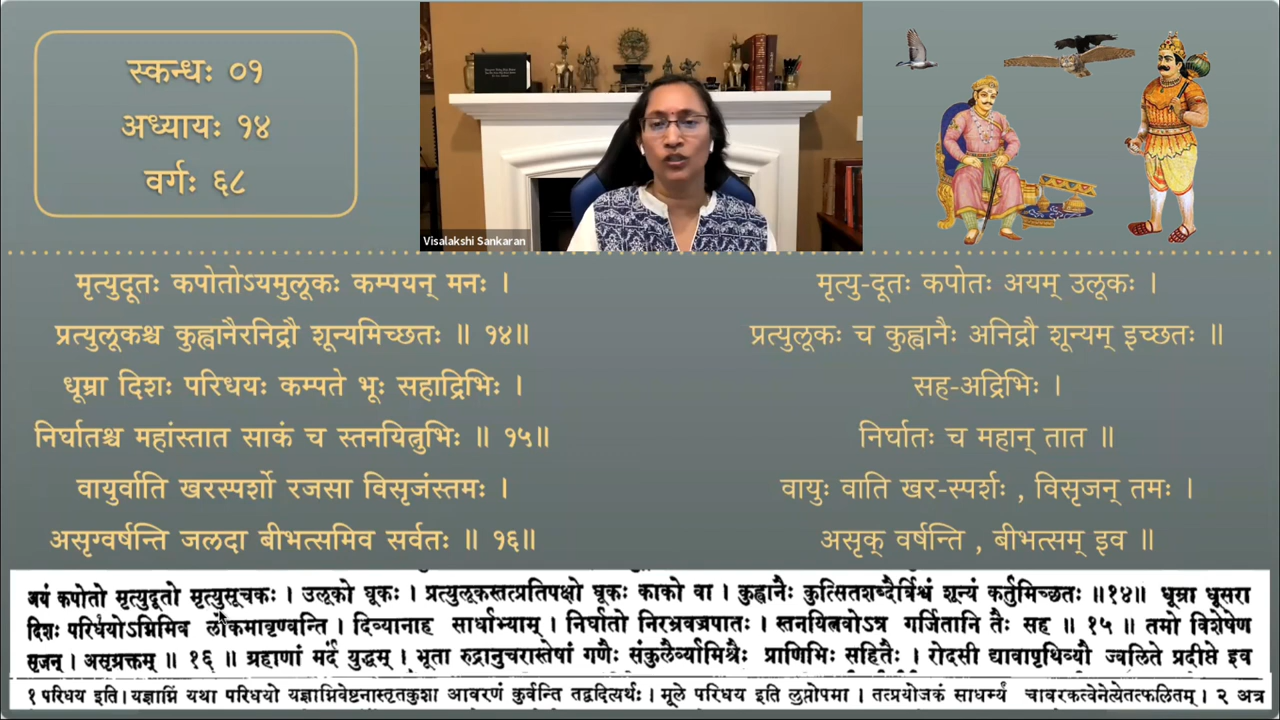 स्कन्धः ०१
अध्यायः १४
वर्गः ६८
Visalakshi Sankaran
मृत्युदूतः कपोतोऽयमुलूकः कम्पयन् मनः ।
प्रत्युलूकश्च कुह्वानैरनिद्रौ शून्यमिच्छतः ॥ १४॥
धूम्रा दिशः परिधयः कम्पते भूः सहाद्रिभिः ।
निर्घातश्च महांस्तात साकं च स्तनयित्नुभिः ॥ १५॥
वायुर्वाति खरस्पर्शो रजसा विसृजंस्तमः ।
असृग्वर्षन्ति जलदा बीभत्समिव सर्वतः ॥ १६॥
मृत्यु-दूतः कपोतः अयम् उलूकः ।
प्रत्युलूकः च कुह्वानैः अनिद्रौ शून्यम् इच्छतः ॥
सह-अद्रिभिः ।
निर्घातः च महान् तात ॥
वायुः वाति खर-स्पर्शः , विसृजन् तमः ।
असृक् वर्षन्ति , बीभत्सम् इव ॥
अयं कपोतो मृत्युदूतो मृत्युसूचकः । उलूको घूकः । प्रत्युलूकस्तत्प्रतिपक्षो घूकः काको वा । कुह्वानैः कुत्सितशब्दैर्विश्वं शून्यं कर्तुमिच्छतः ॥१४॥ धूम्रा धूसरा
दिशः परिधयोऽग्निमिव लोकमावृण्वन्ति । दिव्यानाह सार्धाभ्याम् । निर्घातो निरभ्रवज्रपातः । स्तनयित्नवोऽत्र गर्जितानि तैः सह ॥ १५ ॥ तमो विशेषेण
सृजन् । असृग्रक्तम् ॥ १६ ॥ ग्रहाणां मर्दं युद्धम् । भूता रुद्रानुचरास्तेषां गणैः संकुलैर्व्यामिश्रैः प्राणिभिः सहितैः । रोदसी द्यावापृथिव्यौ ज्वलिते प्रदीप्ते इव
१ परिधय इति । यज्ञाग्निं यथा परिधयो यज्ञाग्निवेष्टनास्तृतकुशा आवरणं कुर्वन्ति तद्वदित्यर्थः । मूले परिधय इति लुप्तोपमा । तत्प्रयोजकं साधर्म्यं चावरकत्वेनेत्येतत्फलितम् । २ अत्र